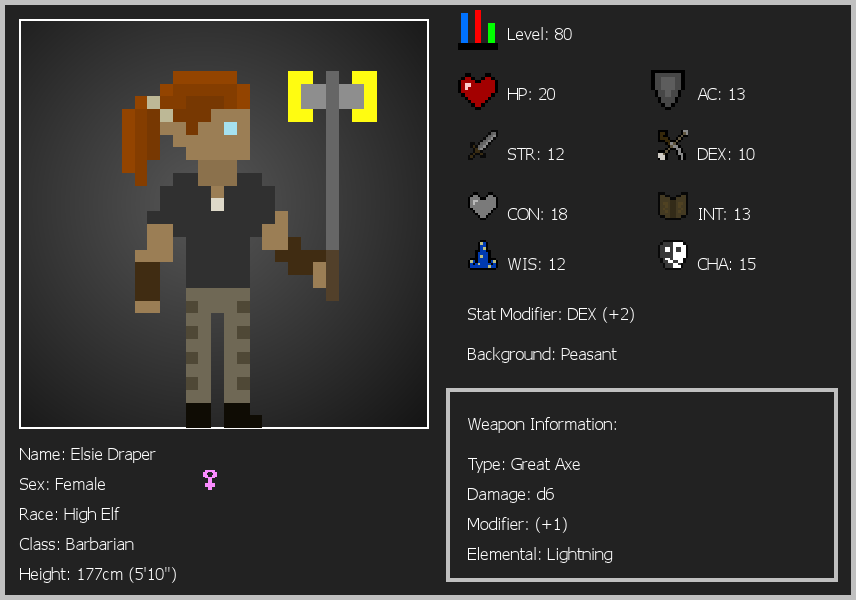 Level: 80
HP: 20
AC: 13
STR: 12
DEX: 10
CON: 18
INT: 13
WIS: 12
CHA: 15
Stat Modifier: DEX (+2)
Background: Peasant
Weapon Information:
Type: Great Axe
Damage: d6
Modifier: (+1)
Elemental: Lightning
Name: Elsie Draper
Sex: Female
Race: High Elf
Class: Barbarian
Height: 177cm (5'10")